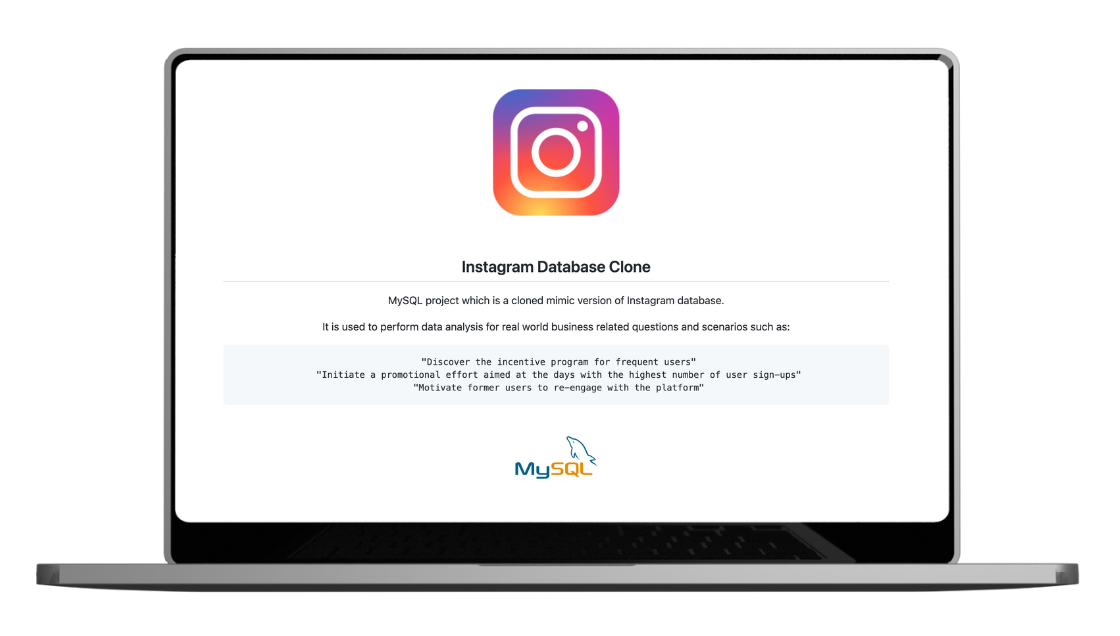 Instagram Database Clone
MySQL project which is a cloned mimic version of Instagram database.
It is used to perform data analysis for real world business related questions and scenarios such as:
"Discover the incentive program for frequent users"
"Initiate a promotional effort aimed at the days with the highest number of user sign-ups"
"Motivate former users to re-engage with the platform"
MySQL